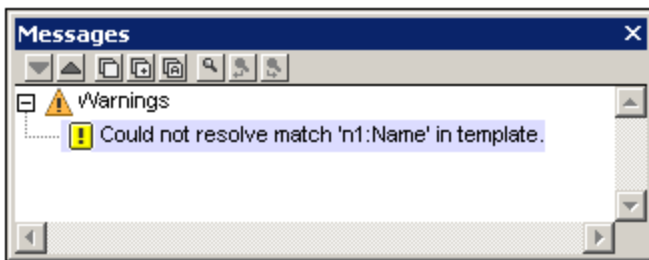 Messages
Warnings
Could not resolve match 'n1:Name' in template.